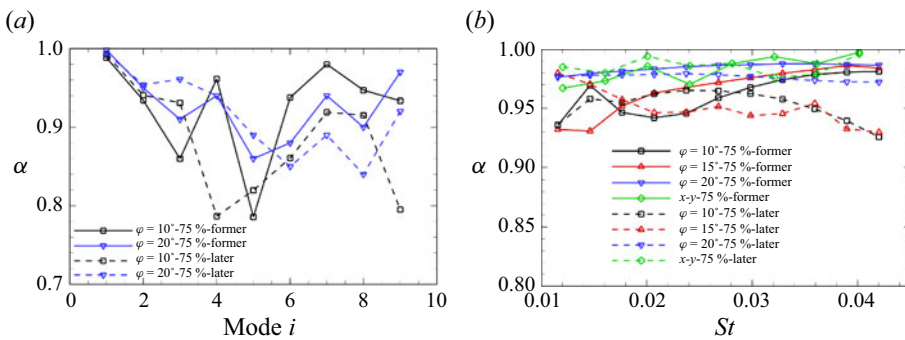 (a)
1.0
0.9
α
0.8
0.7
φ = 10°-75 %-former
φ = 20°-75 %-former
φ = 10°-75 %-later
φ = 20°-75 %-later
0 2 4 6 8 10
Mode i
(b)
1.00
0.95
α
0.90
0.85
0.80
φ = 10°-75 %-former
φ = 15°-75 %-former
φ = 20°-75 %-former
x-y-75 %-former
φ = 10°-75 %-later
φ = 15°-75 %-later
φ = 20°-75 %-later
x-y-75 %-later
0.01 0.02 0.03 0.04
St